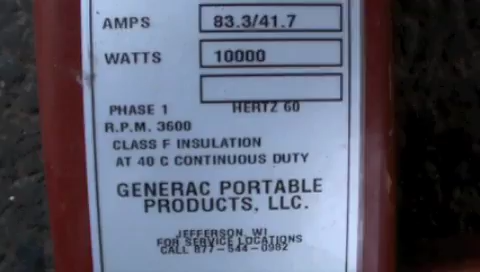 AMPS 83.3/41.7
WATTS 10000
PHASE 1 HERTZ 60
R.P.M. 3600
CLASS F INSULATION
AT 40 C CONTINUOUS DUTY
GENERAC PORTABLE
PRODUCTS, LLC.
JEFFERSON, WI
FOR SERVICE LOCATIONS
CALL 877-544-0982